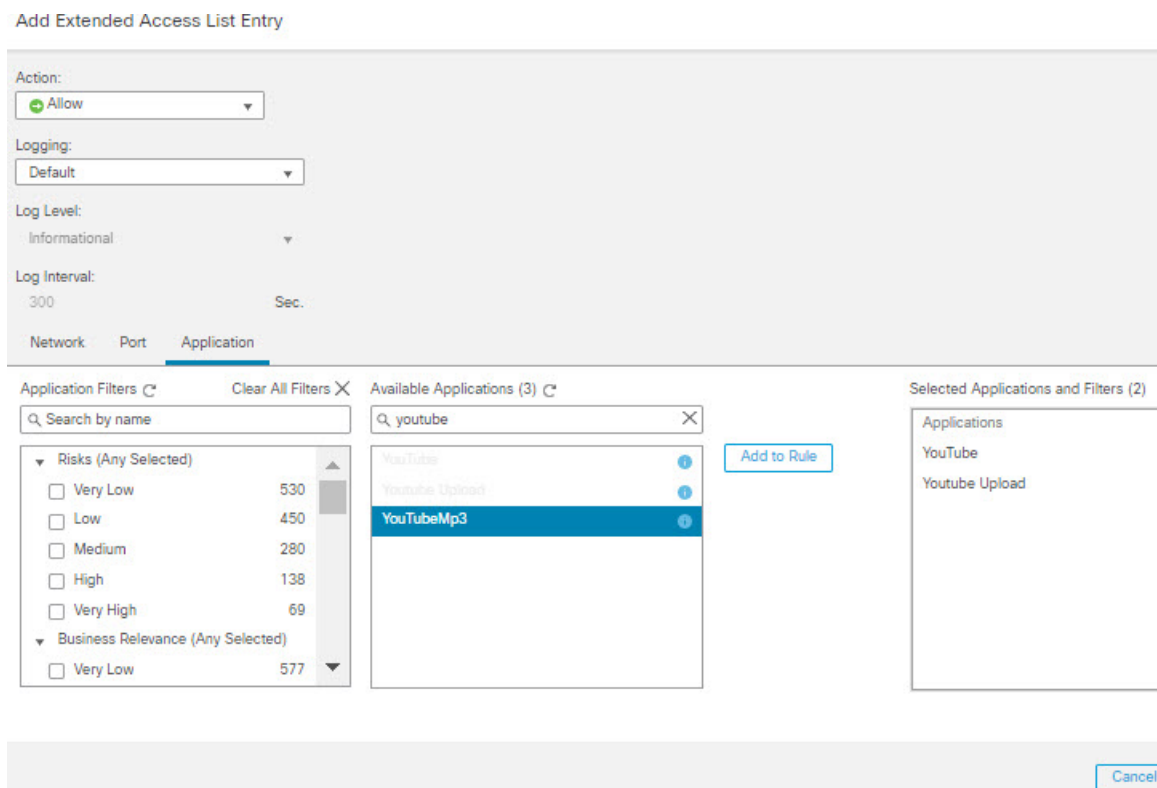 Add Extended Access List Entry
Action:
Allow
Logging:
Default
Log Level:
Informational
Log Interval:
300 Sec.
Network Port Application
Application Filters Clear All Filters Available Applications (3) Selected Applications and Filters (2)
Search by name youtube Applications
Risks (Any Selected) YouTube Add to Rule YouTube
Very Low 530 Youtube Upload Youtube Upload
Low 450 YouTubeMp3
Medium 280
High 138
Very High 69
Business Relevance (Any Selected)
Very Low 577
Cancel